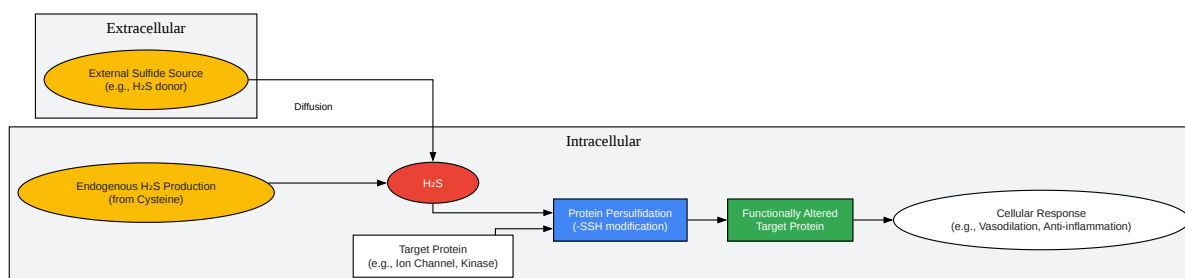 Extracellular
External Sulfide Source
(e.g., H₂S donor)
Diffusion
Intracellular
Endogenous H₂S Production
(from Cysteine)
H₂S
Target Protein
(e.g., Ion Channel, Kinase)
Protein Persulfidation
(-SSH modification)
Functionally Altered
Target Protein
Cellular Response
(e.g., Vasodilation, Anti-inflammation)